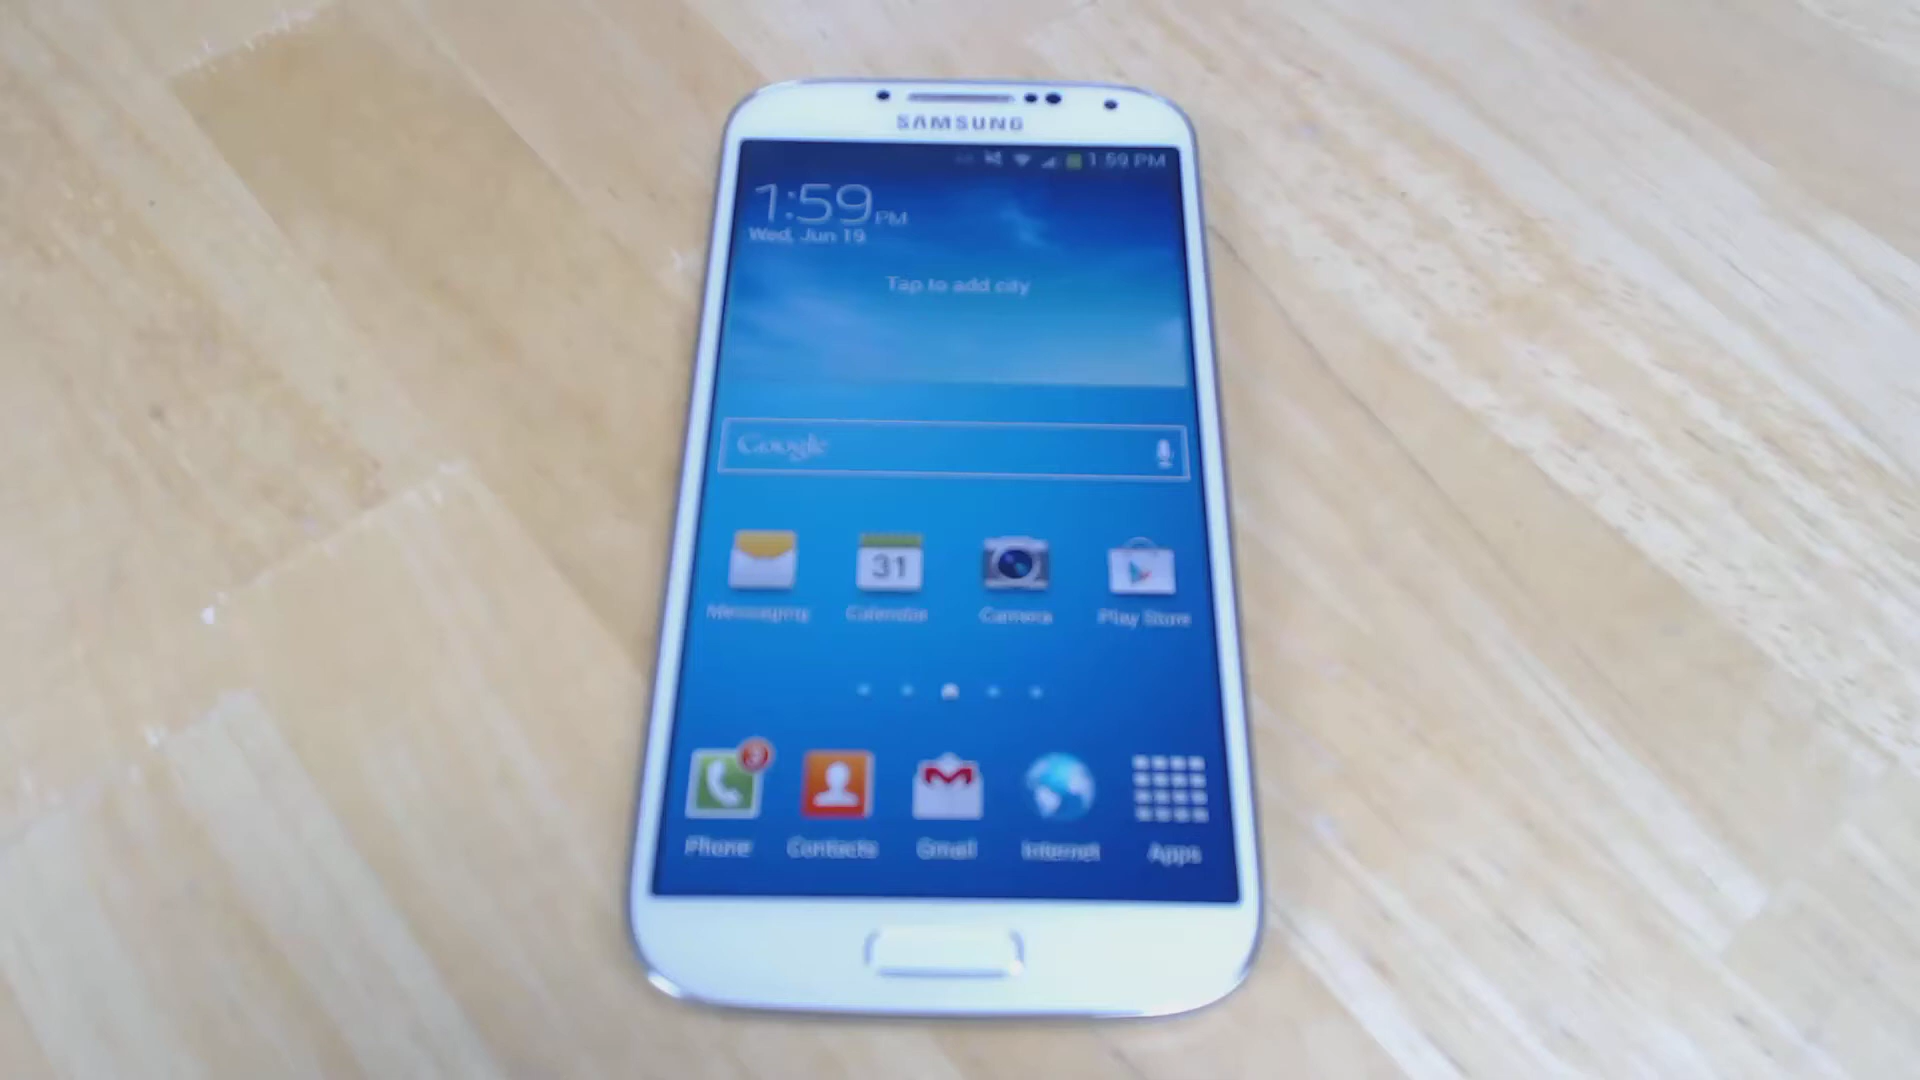 SAMSUNG
1:59 PM
1:59 PM
Wed, Jun 19
Tap to add city
Google
31
Messaging Calendar Camera Play Store
Phone Contacts Gmail Internet Apps